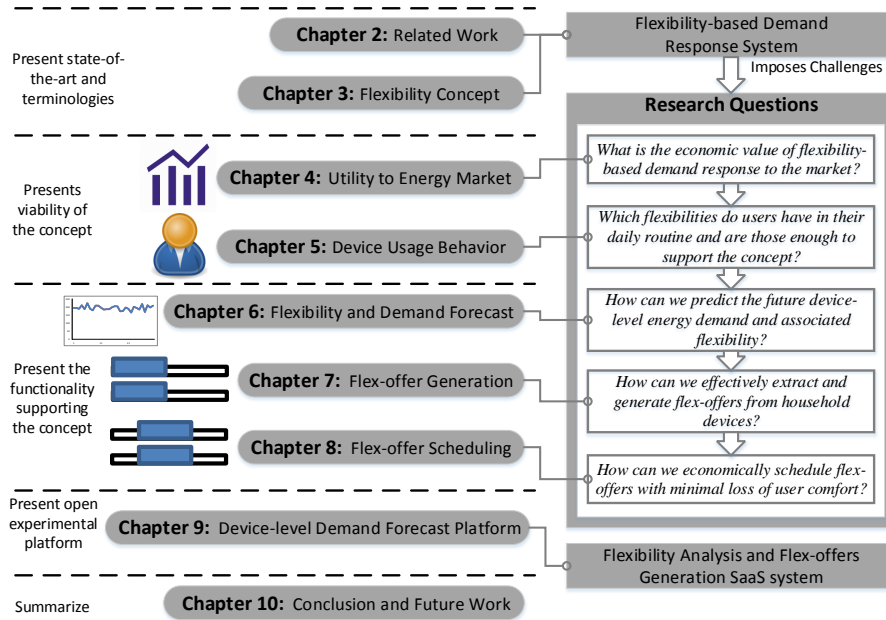 Present state-of-
the-art and
terminologies
Chapter 2: Related Work
Chapter 3: Flexibility Concept
Flexibility-based Demand
Response System
Imposes Challenges
Research Questions
Presents
viability of
the concept
Chapter 4: Utility to Energy Market
Chapter 5: Device Usage Behavior
What is the economic value of flexibility-
based demand response to the market?
Which flexibilities do users have in their
daily routine and are those enough to
support the concept?
Present the
functionality
supporting
the concept
Chapter 6: Flexibility and Demand Forecast
Chapter 7: Flex-offer Generation
Chapter 8: Flex-offer Scheduling
How can we predict the future device-
level energy demand and associated
flexibility?
How can we effectively extract and
generate flex-offers from household
devices?
How can we economically schedule flex-
offers with minimal loss of user comfort?
Present open
experimental
platform
Chapter 9: Device-level Demand Forecast Platform
Flexibility Analysis and Flex-offers
Generation SaaS system
Summarize
Chapter 10: Conclusion and Future Work